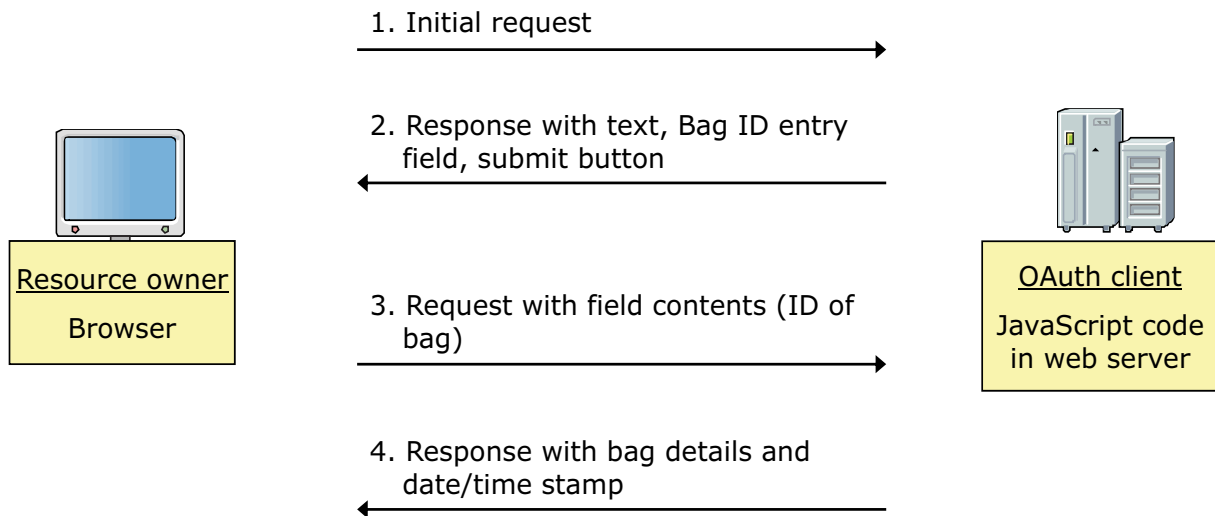 1. Initial request
2. Response with text, Bag ID entry
field, submit button
Resource owner
Browser
3. Request with field contents (ID of
bag)
OAuth client
JavaScript code
in web server
4. Response with bag details and
date/time stamp